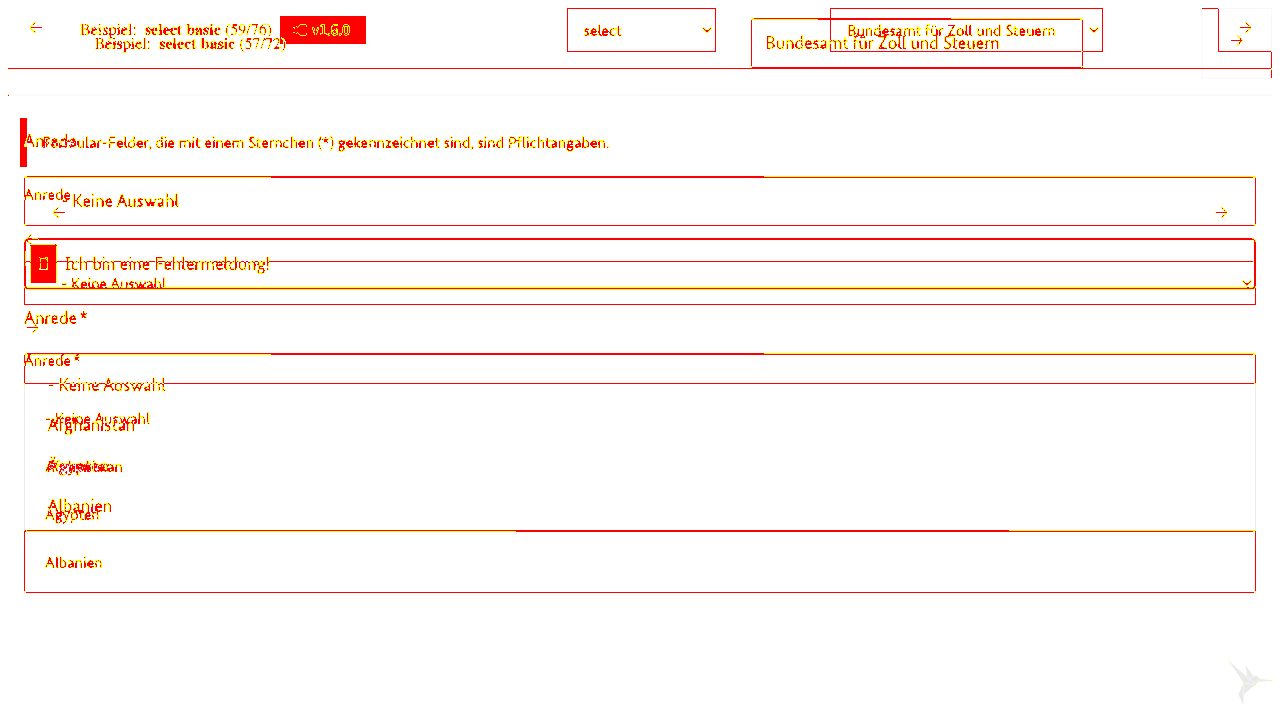 Beispiel: select basic (59/76) v1.6.0 select Bundesamt für Zoll und Steuern
Beispiel: select basic (57/72) Bundesamt für Zoll und Steuern
Anrede
Formular-Felder, die mit einem Sternchen (*) gekennzeichnet sind, sind Pflichtangaben.
Anrede
- Keine Auswahl
Ich bin eine Fehlermeldung!
- Keine Auswahl
Anrede *
Anrede *
- Keine Auswahl
- Keine Auswahl
Afghanistan
Ägypten
Afghanistan
Albanien
Ägypten
Albanien